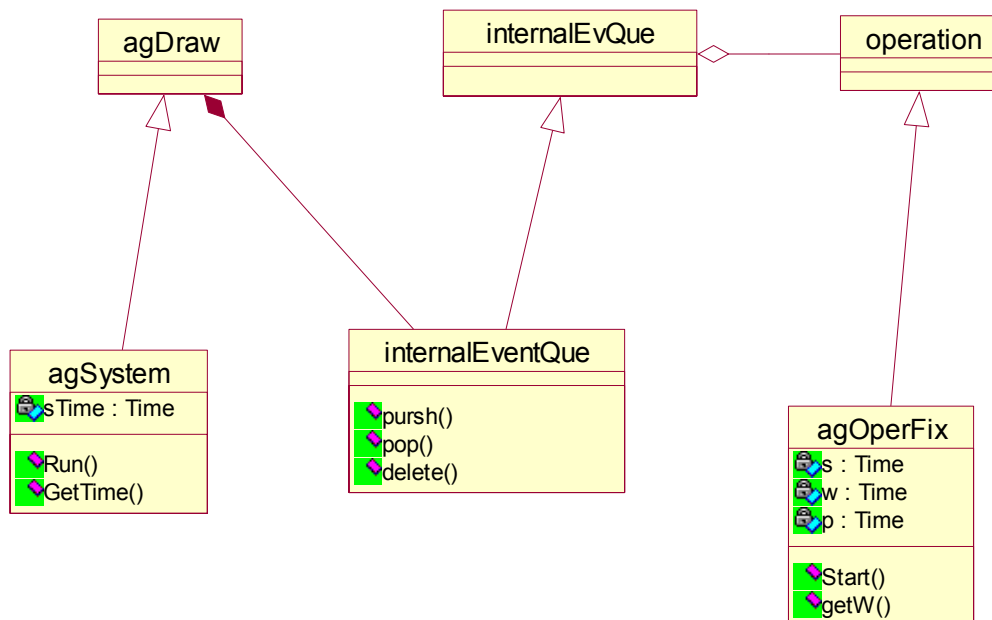 agDraw
internalEvQue
operation
agSystem
sTime : Time
Run()
GetTime()
internalEventQue
pursh()
pop()
delete()
agOperFix
s : Time
w : Time
p : Time
Start()
getW()